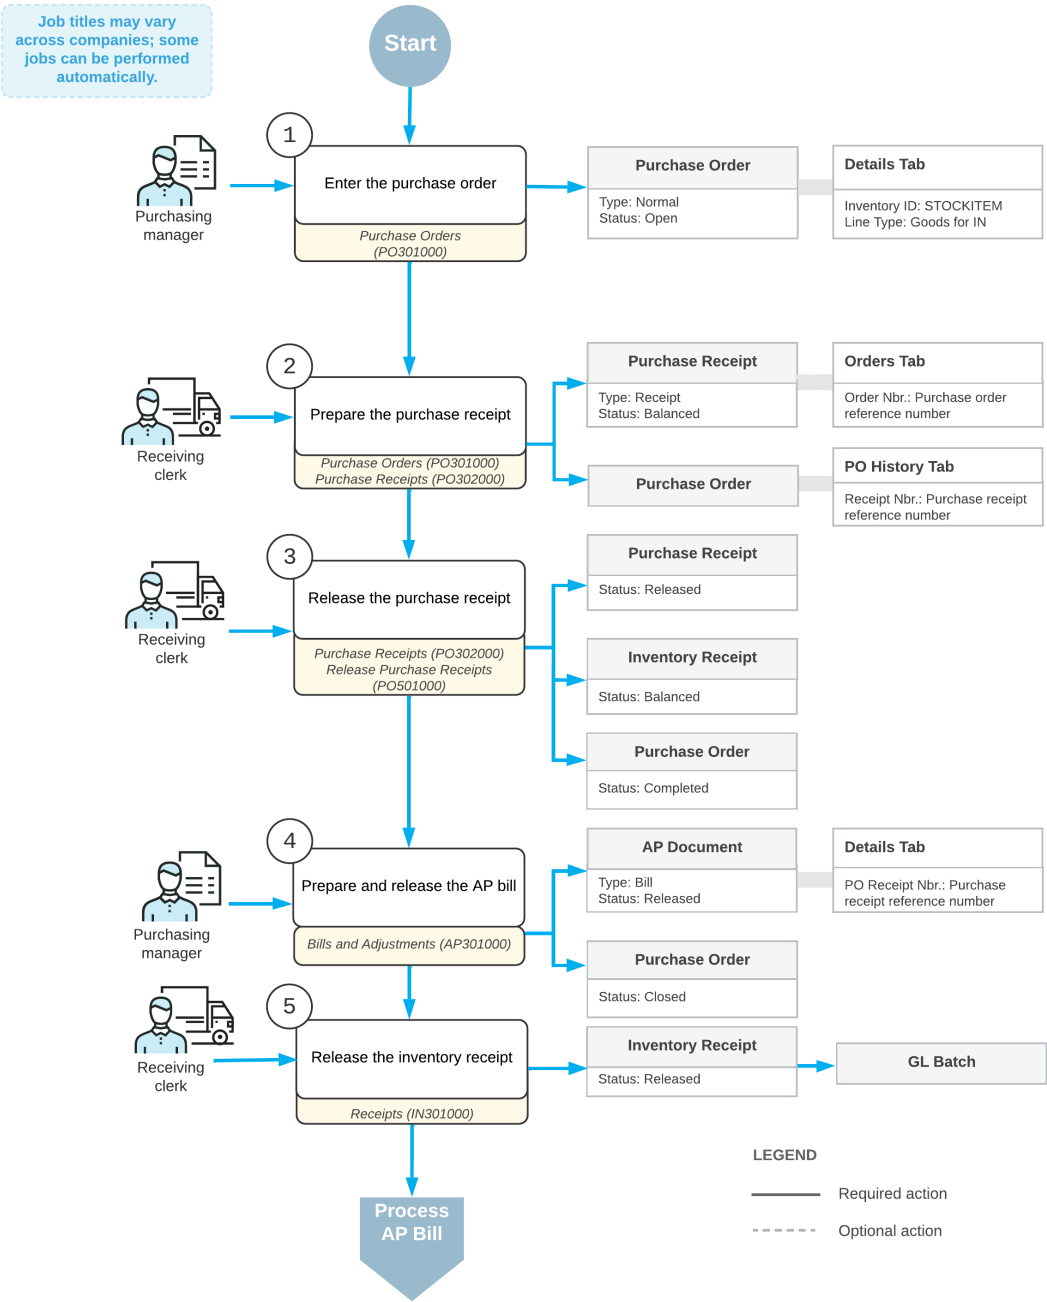 Job titles may vary
across companies; some
jobs can be performed
automatically.
Start
1
Enter the purchase order
Purchase Orders
(PO301000)
Purchasing
manager
Purchase Order
Type: Normal
Status: Open
Details Tab
Inventory ID: STOCKITEM
Line Type: Goods for IN
2
Prepare the purchase receipt
Purchase Orders (PO301000)
Purchase Receipts (PO302000)
Receiving
clerk
Purchase Receipt
Type: Receipt
Status: Balanced
Orders Tab
Order Nbr.: Purchase order
reference number
Purchase Order
PO History Tab
Receipt Nbr.: Purchase receipt
reference number
3
Release the purchase receipt
Purchase Receipts (PO302000)
Release Purchase Receipts
(PO501000)
Receiving
clerk
Purchase Receipt
Status: Released
Inventory Receipt
Status: Balanced
Purchase Order
Status: Completed
4
Prepare and release the AP bill
Bills and Adjustments (AP301000)
Purchasing
manager
AP Document
Type: Bill
Status: Released
Details Tab
PO Receipt Nbr.: Purchase
receipt reference number
Purchase Order
Status: Closed
5
Release the inventory receipt
Receipts (IN301000)
Receiving
clerk
Inventory Receipt
Status: Released
GL Batch
Process
AP Bill
LEGEND
Required action
Optional action